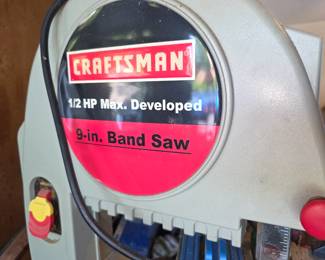 CRAFTSMAN
1/2 HP Max. Developed
9-in. Band Saw